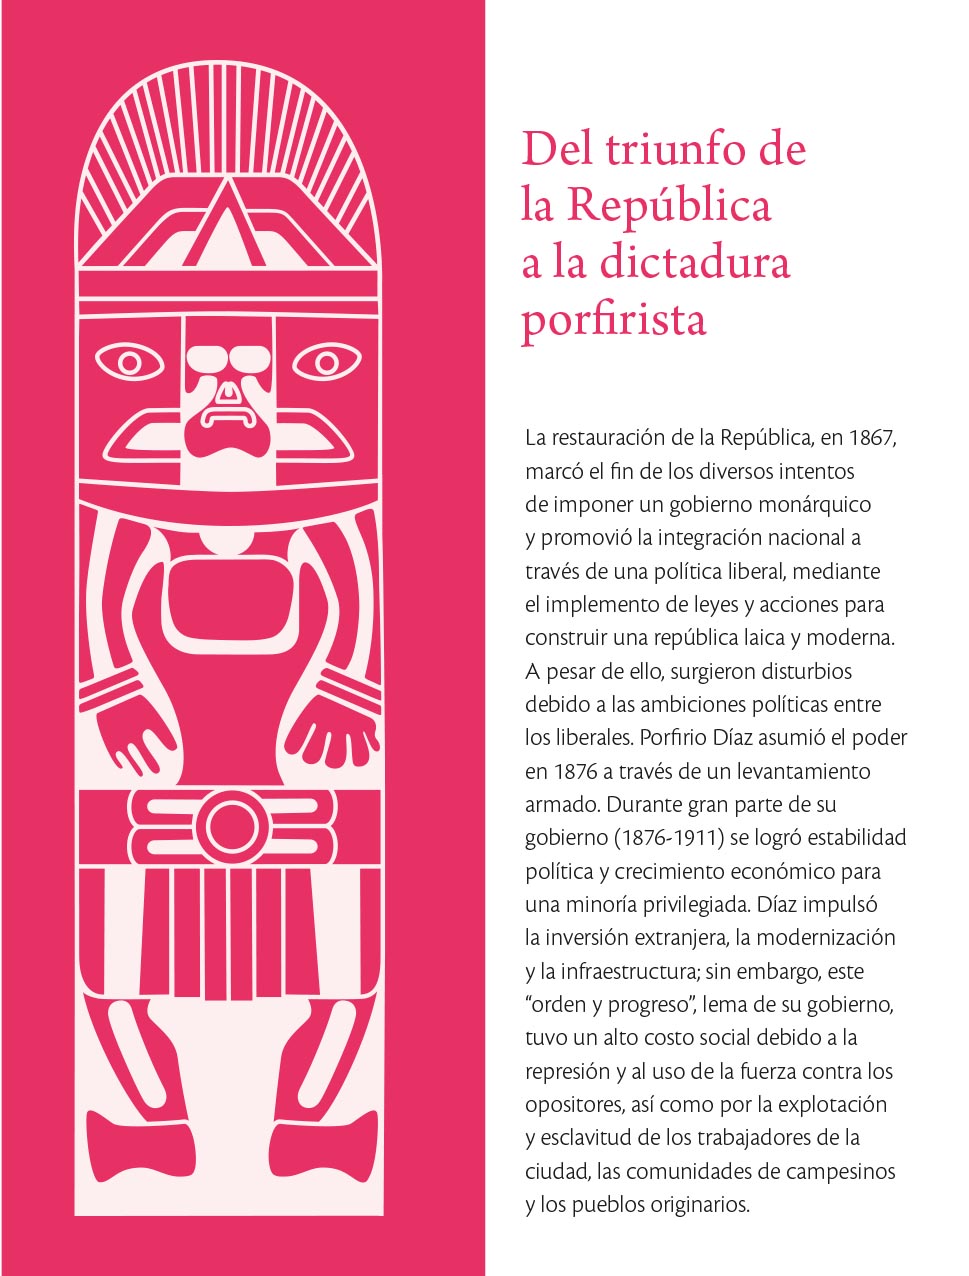 Del triunfo de
la República
a la dictadura
porfirista
La restauración de la República, en 1867,
marcó el fin de los diversos intentos
de imponer un gobierno monárquico
y promovió la integración nacional a
través de una política liberal, mediante
el implemento de leyes y acciones para
construir una república laica y moderna.
A pesar de ello, surgieron disturbios
debido a las ambiciones políticas entre
los liberales. Porfirio Díaz asumió el poder
en 1876 a través de un levantamiento
armado. Durante gran parte de su
gobierno (1876-1911) se logró estabilidad
política y crecimiento económico para
una minoría privilegiada. Díaz impulsó
la inversión extranjera, la modernización
y la infraestructura; sin embargo, este
“orden y progreso”, lema de su gobierno,
tuvo un alto costo social debido a la
represión y al uso de la fuerza contra los
opositores, así como por la explotación
y esclavitud de los trabajadores de la
ciudad, las comunidades de campesinos
y los pueblos originarios.